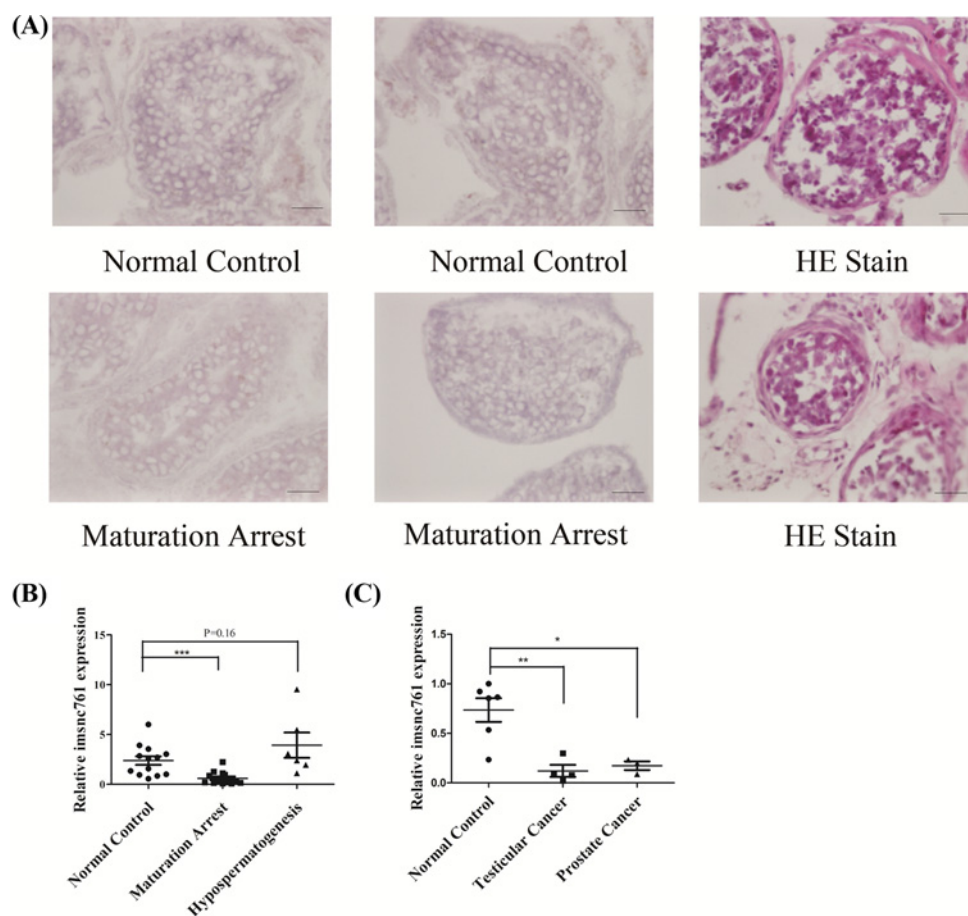 (A)
Normal Control
Normal Control
HE Stain
Maturation Arrest
Maturation Arrest
HE Stain
(B)
Relative imsnc761 expression
15
10
5
0
P=0.16
***
Normal Control
Maturation Arrest
Hypospermatogenesis
(C)
Relative imsnc761 expression
1.5
1.0
0.5
0.0
*
**
Normal Control
Testicular Cancer
Prostate Cancer